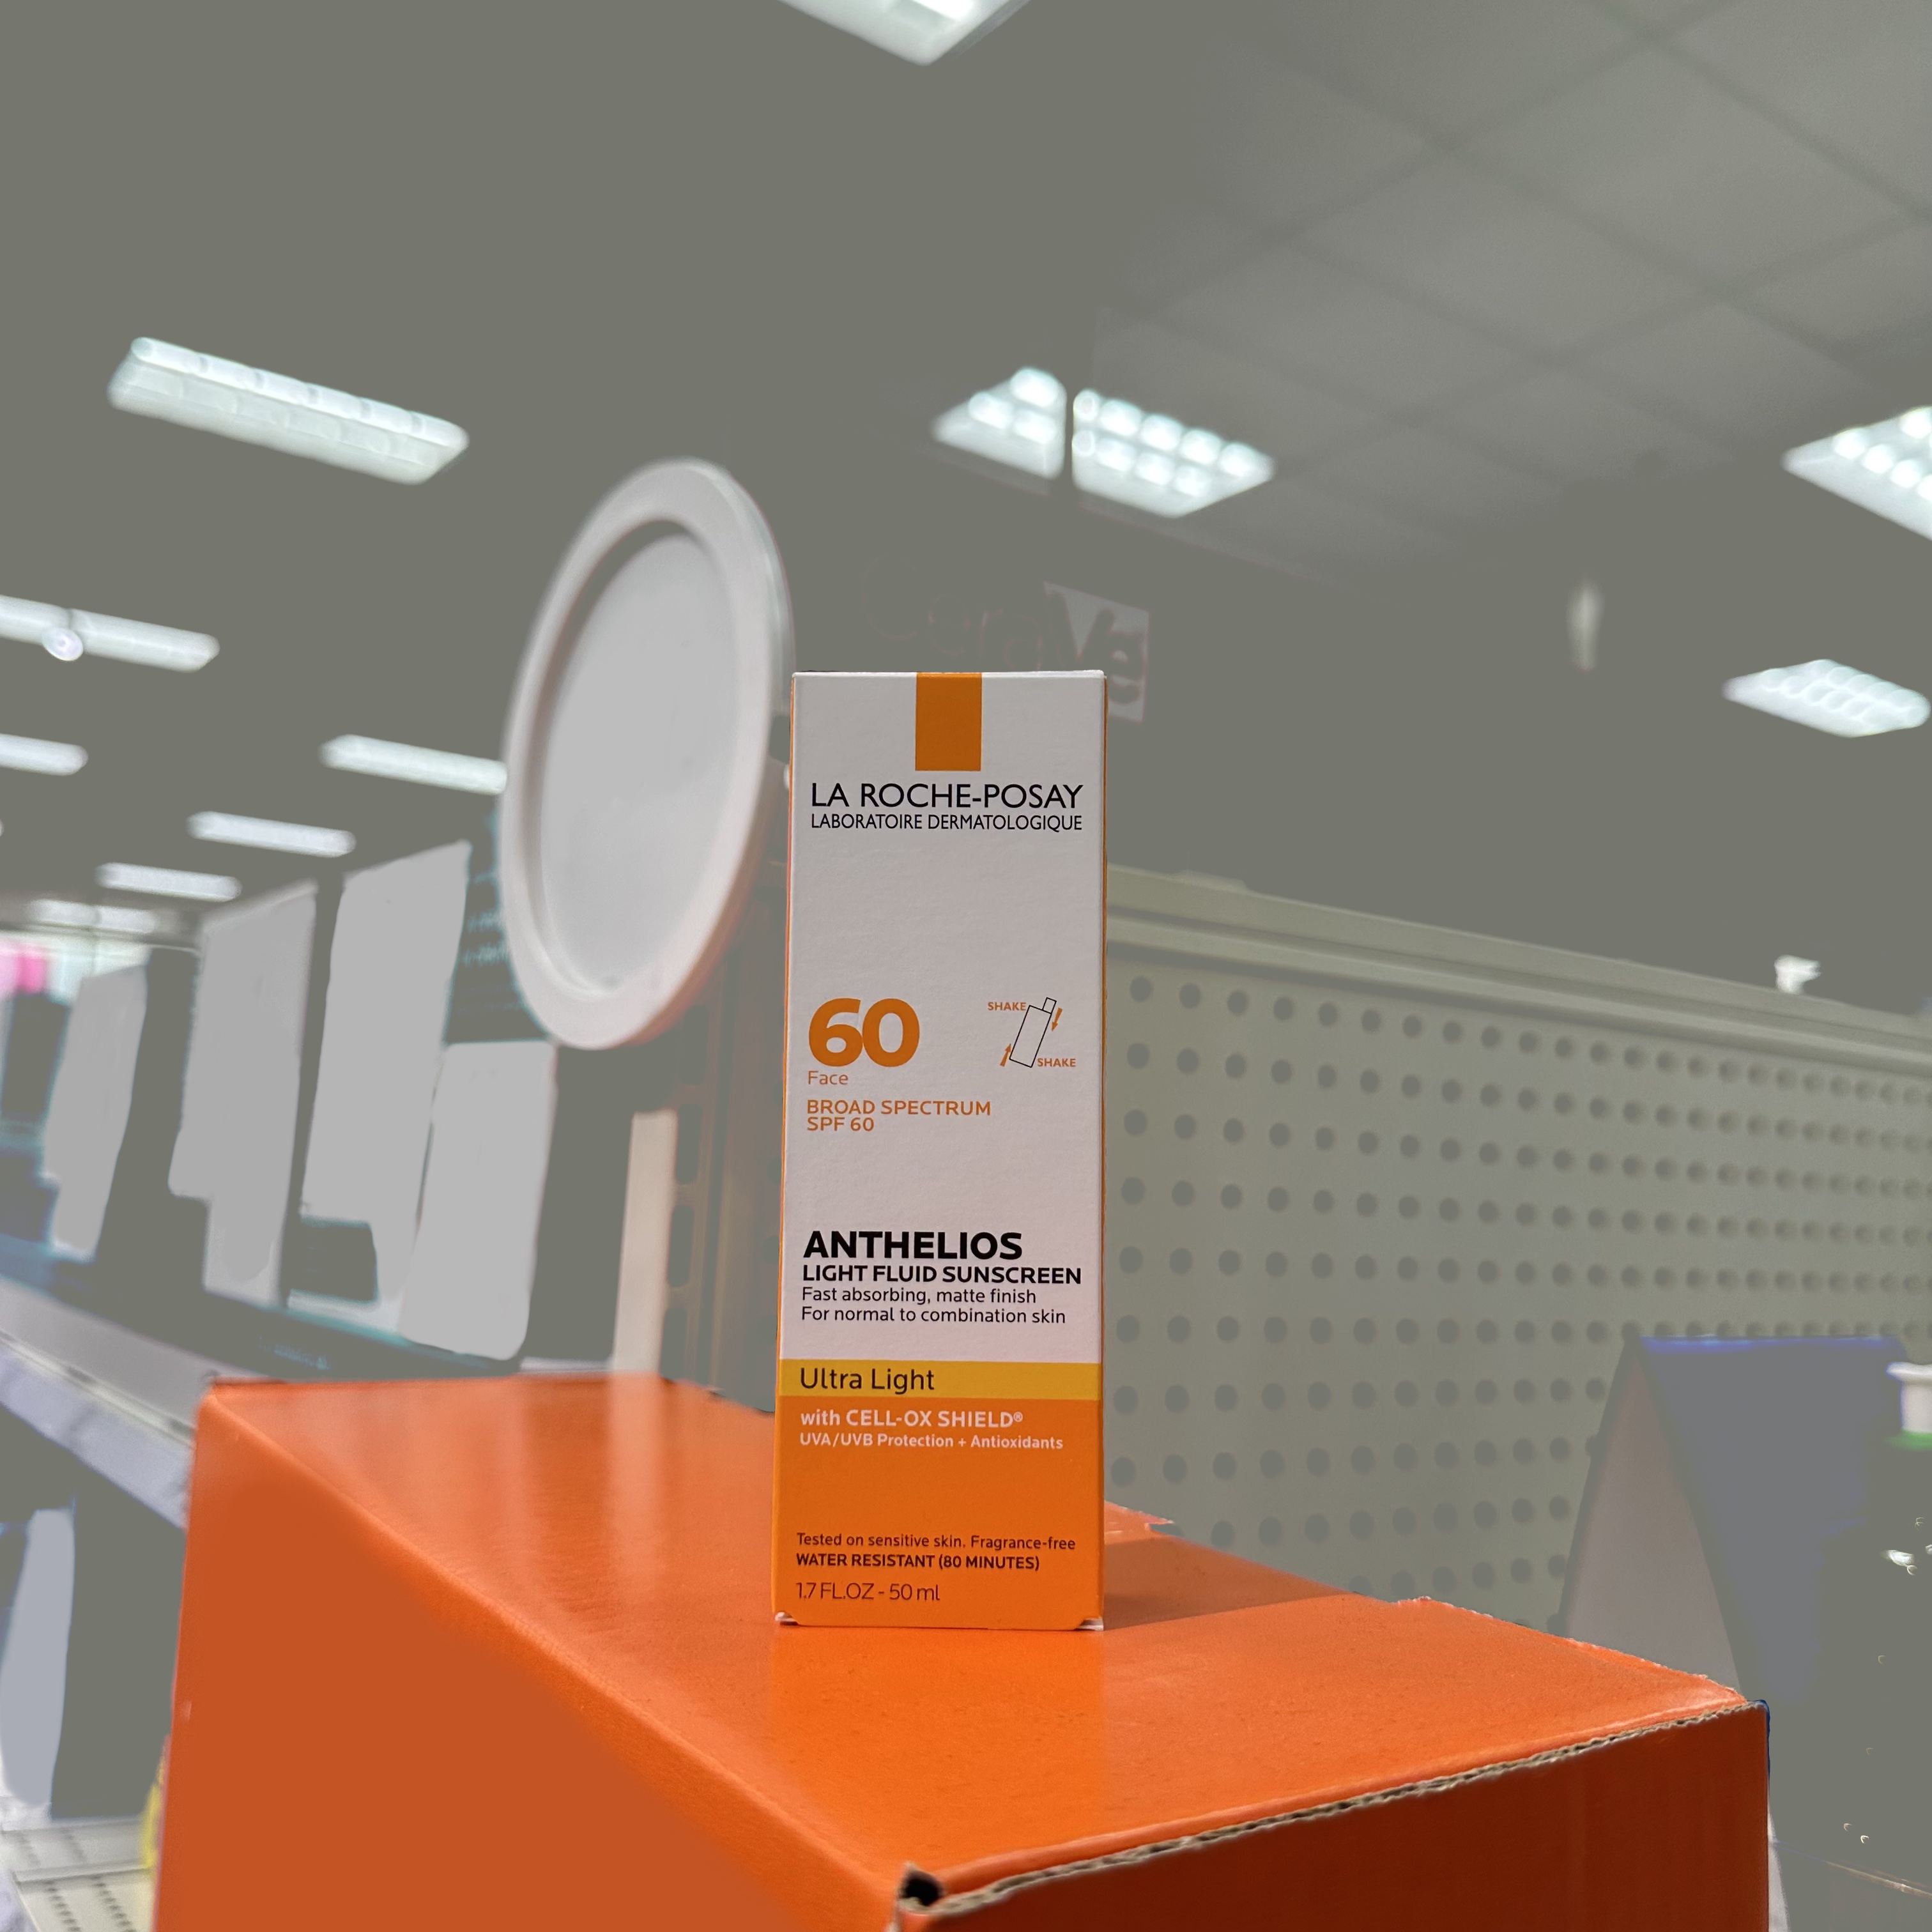 CeraVe
LA ROCHE-POSAY
LABORATOIRE DERMATOLOGIQUE
60
SHAKE
SHAKE
Face
BROAD SPECTRUM
SPF 60
ANTHELIOS
LIGHT FLUID SUNSCREEN
Fast absorbing, matte finish
For normal to combination skin
Ultra Light
with CELL-OX SHIELD®
UVA/UVB Protection + Antioxidants
Tested on sensitive skin. Fragrance-free
WATER RESISTANT (80 MINUTES)
1.7 FL.OZ - 50 ml